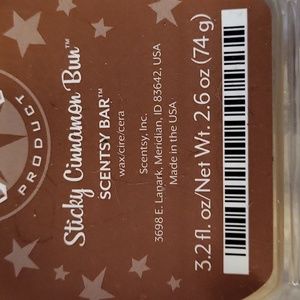 PRODUCT
Sticky Cinnamon Bun™
SCENTSY BAR™
wax/cire/cera
Scentsy, Inc.
3698 E. Lanark, Meridian, ID 83642, USA
Made in the USA
3.2 fl. oz/Net Wt. 2.6 oz (74 g)